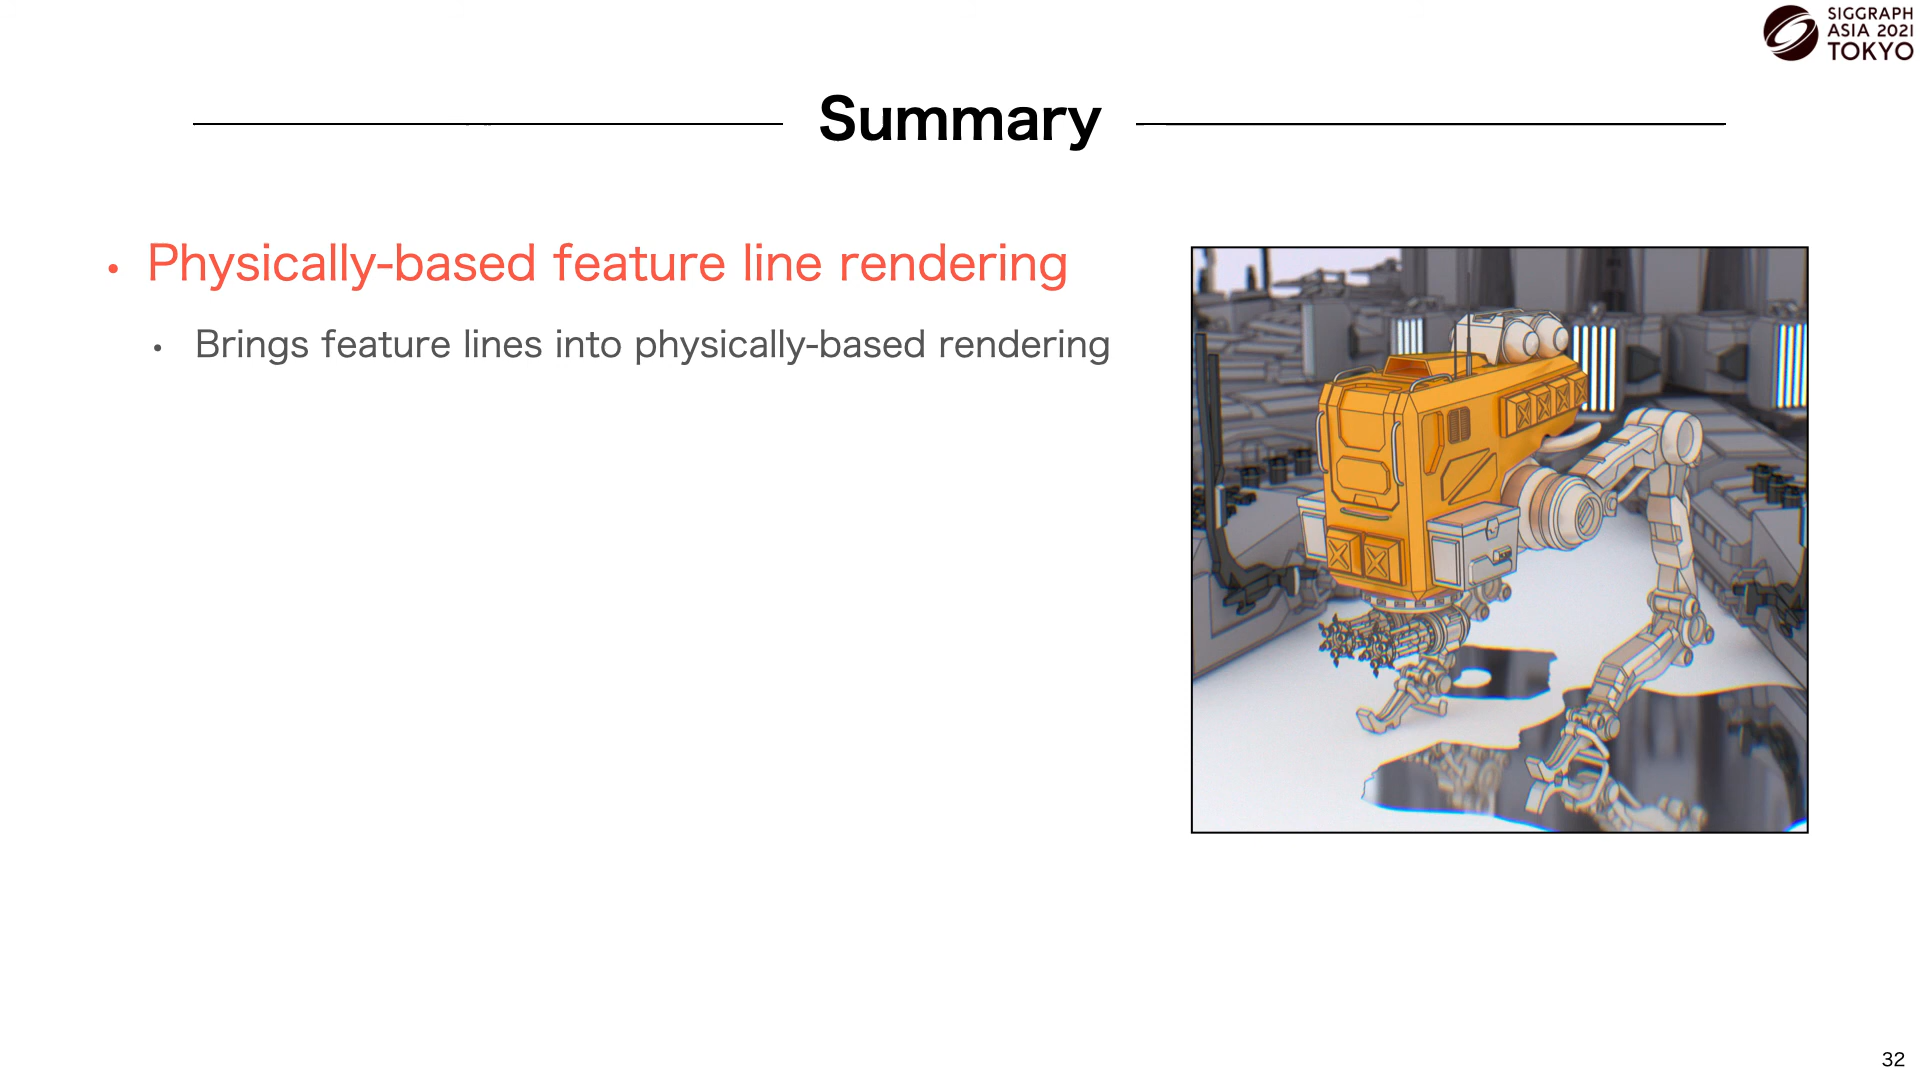 SIGGRAPH
ASIA 2021
TOKYO
Summary
• Physically-based feature line rendering
• Brings feature lines into physically-based rendering
32